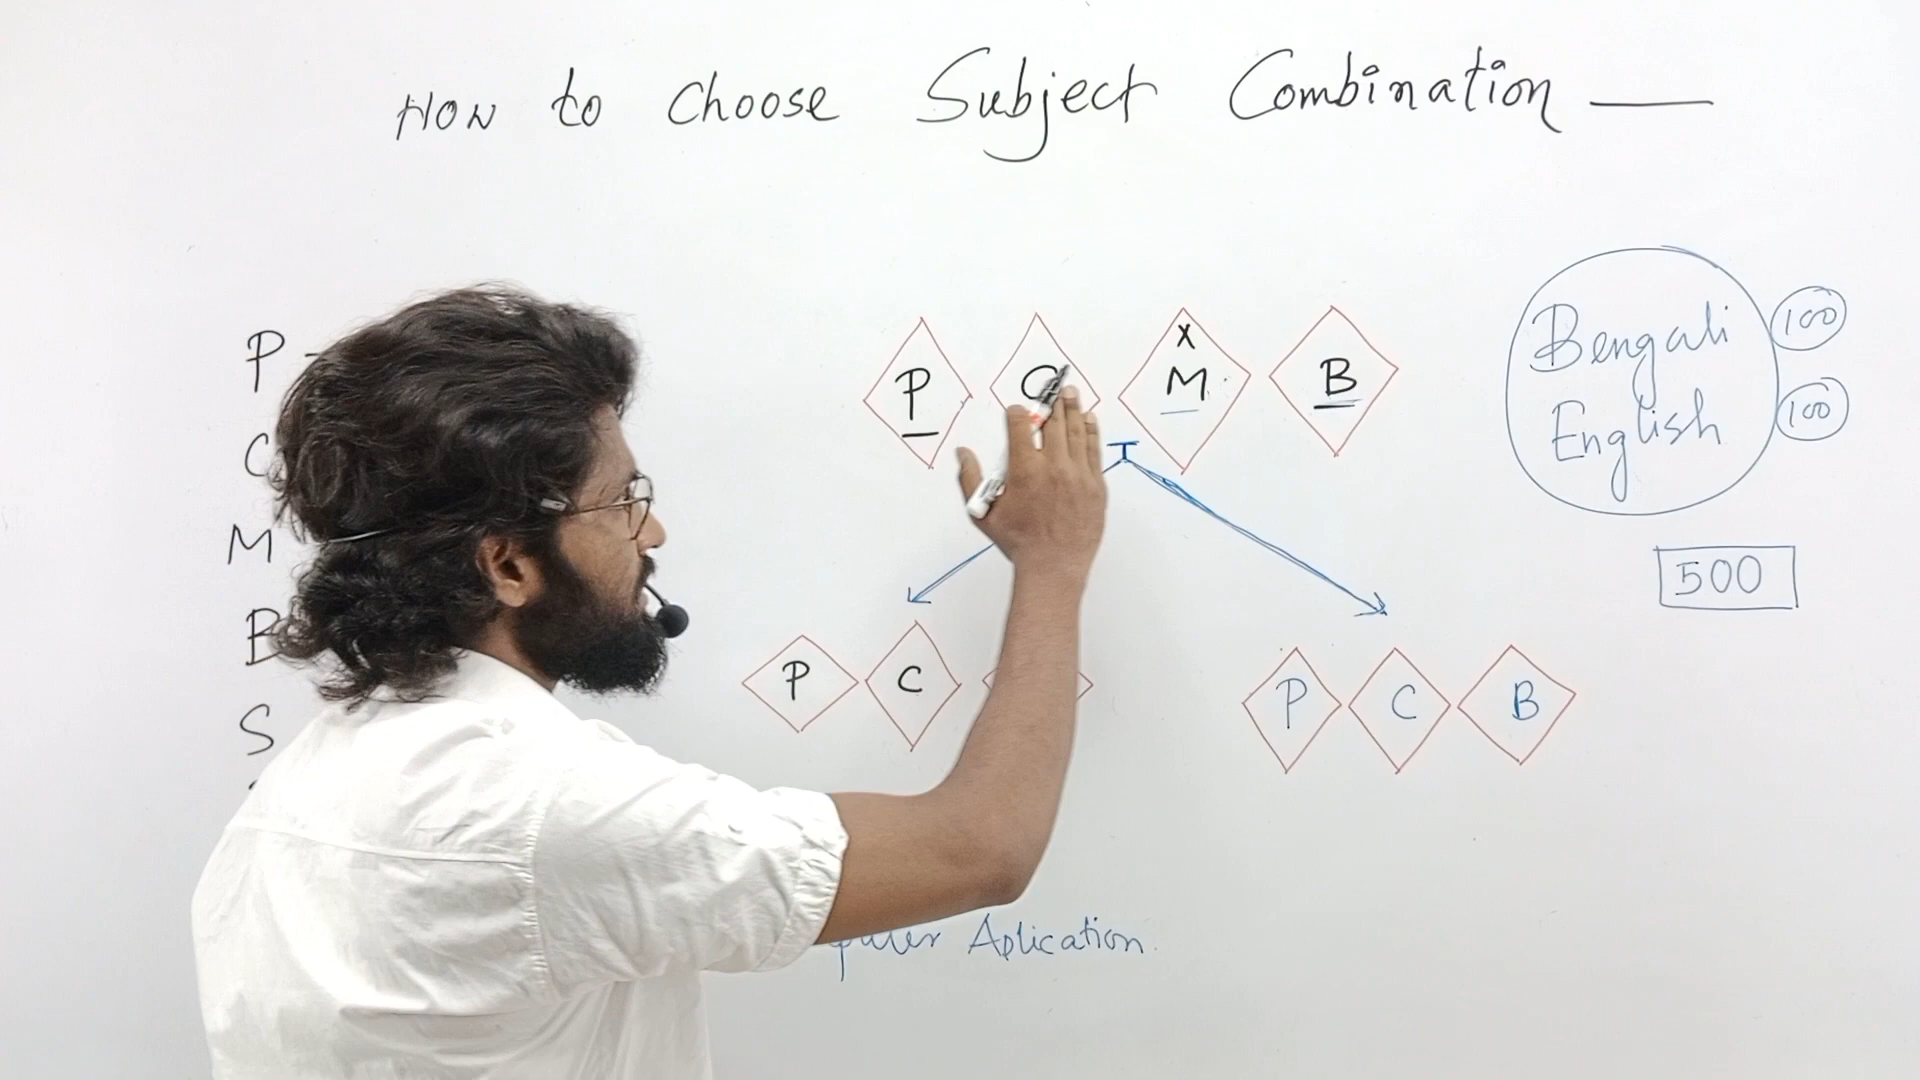 How to choose Subject Combination —
P -
C
M
B
S
P C x M B
P C
P C B
Bengali 100
English 100
500
Aplication.